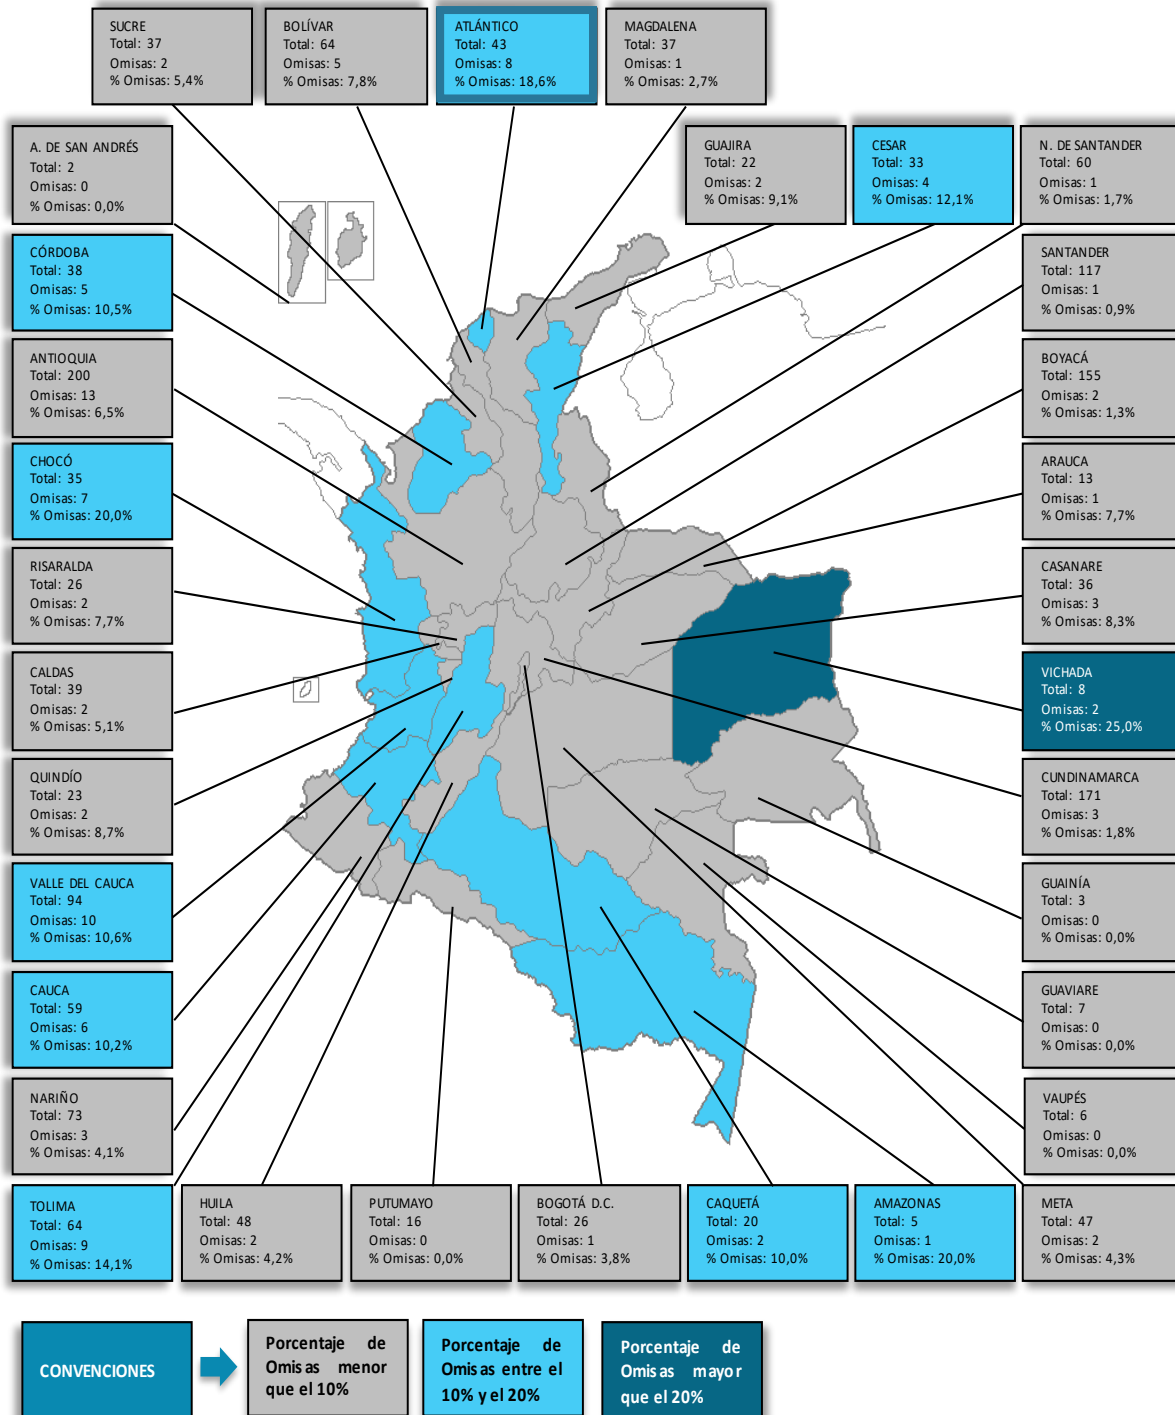 SUCRE
Total: 37
Omisas: 2
% Omisas: 5,4%
BOLÍVAR
Total: 64
Omisas: 5
% Omisas: 7,8%
ATLÁNTICO
Total: 43
Omisas: 8
% Omisas: 18,6%
MAGDALENA
Total: 37
Omisas: 1
% Omisas: 2,7%
A. DE SAN ANDRÉS
Total: 2
Omisas: 0
% Omisas: 0,0%
GUAJIRA
Total: 22
Omisas: 2
% Omisas: 9,1%
CESAR
Total: 33
Omisas: 4
% Omisas: 12,1%
N. DE SANTANDER
Total: 60
Omisas: 1
% Omisas: 1,7%
CÓRDOBA
Total: 38
Omisas: 5
% Omisas: 10,5%
SANTANDER
Total: 117
Omisas: 1
% Omisas: 0,9%
ANTIOQUIA
Total: 200
Omisas: 13
% Omisas: 6,5%
BOYACÁ
Total: 155
Omisas: 2
% Omisas: 1,3%
CHOCÓ
Total: 35
Omisas: 7
% Omisas: 20,0%
ARAUCA
Total: 13
Omisas: 1
% Omisas: 7,7%
RISARALDA
Total: 26
Omisas: 2
% Omisas: 7,7%
CASANARE
Total: 36
Omisas: 3
% Omisas: 8,3%
CALDAS
Total: 39
Omisas: 2
% Omisas: 5,1%
VICHADA
Total: 8
Omisas: 2
% Omisas: 25,0%
QUINDÍO
Total: 23
Omisas: 2
% Omisas: 8,7%
CUNDINAMARCA
Total: 171
Omisas: 3
% Omisas: 1,8%
VALLE DEL CAUCA
Total: 94
Omisas: 10
% Omisas: 10,6%
GUAINÍA
Total: 3
Omisas: 0
% Omisas: 0,0%
CAUCA
Total: 59
Omisas: 6
% Omisas: 10,2%
GUAVIARE
Total: 7
Omisas: 0
% Omisas: 0,0%
NARIÑO
Total: 73
Omisas: 3
% Omisas: 4,1%
VAUPÉS
Total: 6
Omisas: 0
% Omisas: 0,0%
TOLIMA
Total: 64
Omisas: 9
% Omisas: 14,1%
HUILA
Total: 48
Omisas: 2
% Omisas: 4,2%
PUTUMAYO
Total: 16
Omisas: 0
% Omisas: 0,0%
BOGOTÁ D.C.
Total: 26
Omisas: 1
% Omisas: 3,8%
CAQUETÁ
Total: 20
Omisas: 2
% Omisas: 10,0%
AMAZONAS
Total: 5
Omisas: 1
% Omisas: 20,0%
META
Total: 47
Omisas: 2
% Omisas: 4,3%
CONVENCIONES
Porcentaje de
Omisas menor
que el 10%
Porcentaje de
Omisas entre el
10% y el 20%
Porcentaje de
Omisas mayor
que el 20%